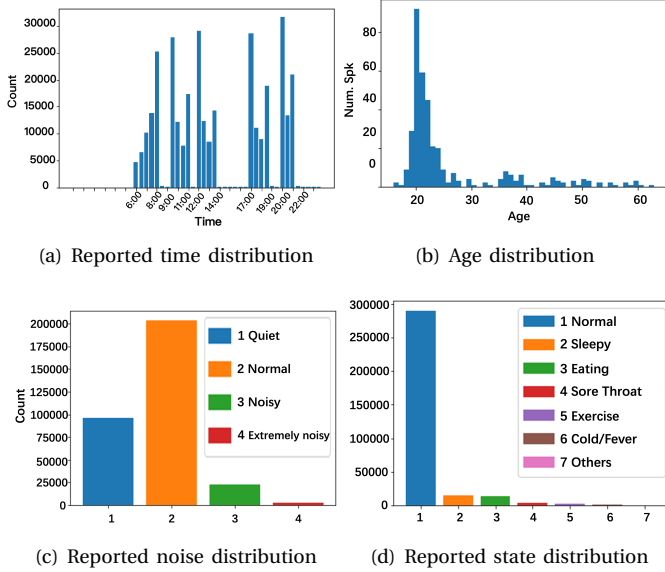 30000
25000
20000
15000
10000
5000
0
Count
6:00
8:00
9:00
11:00
12:00
14:00
17:00
19:00
20:00
22:00
Time
(a) Reported time distribution
80
60
40
20
0
Num. Spk
20
30
40
50
60
Age
(b) Age distribution
200000
175000
150000
125000
100000
75000
50000
25000
0
Count
1 Quiet
2 Normal
3 Noisy
4 Extremely noisy
1
2
3
4
(c) Reported noise distribution
300000
250000
200000
150000
100000
50000
0
1 Normal
2 Sleepy
3 Eating
4 Sore Throat
5 Exercise
6 Cold/Fever
7 Others
1
2
3
4
5
6
7
(d) Reported state distribution